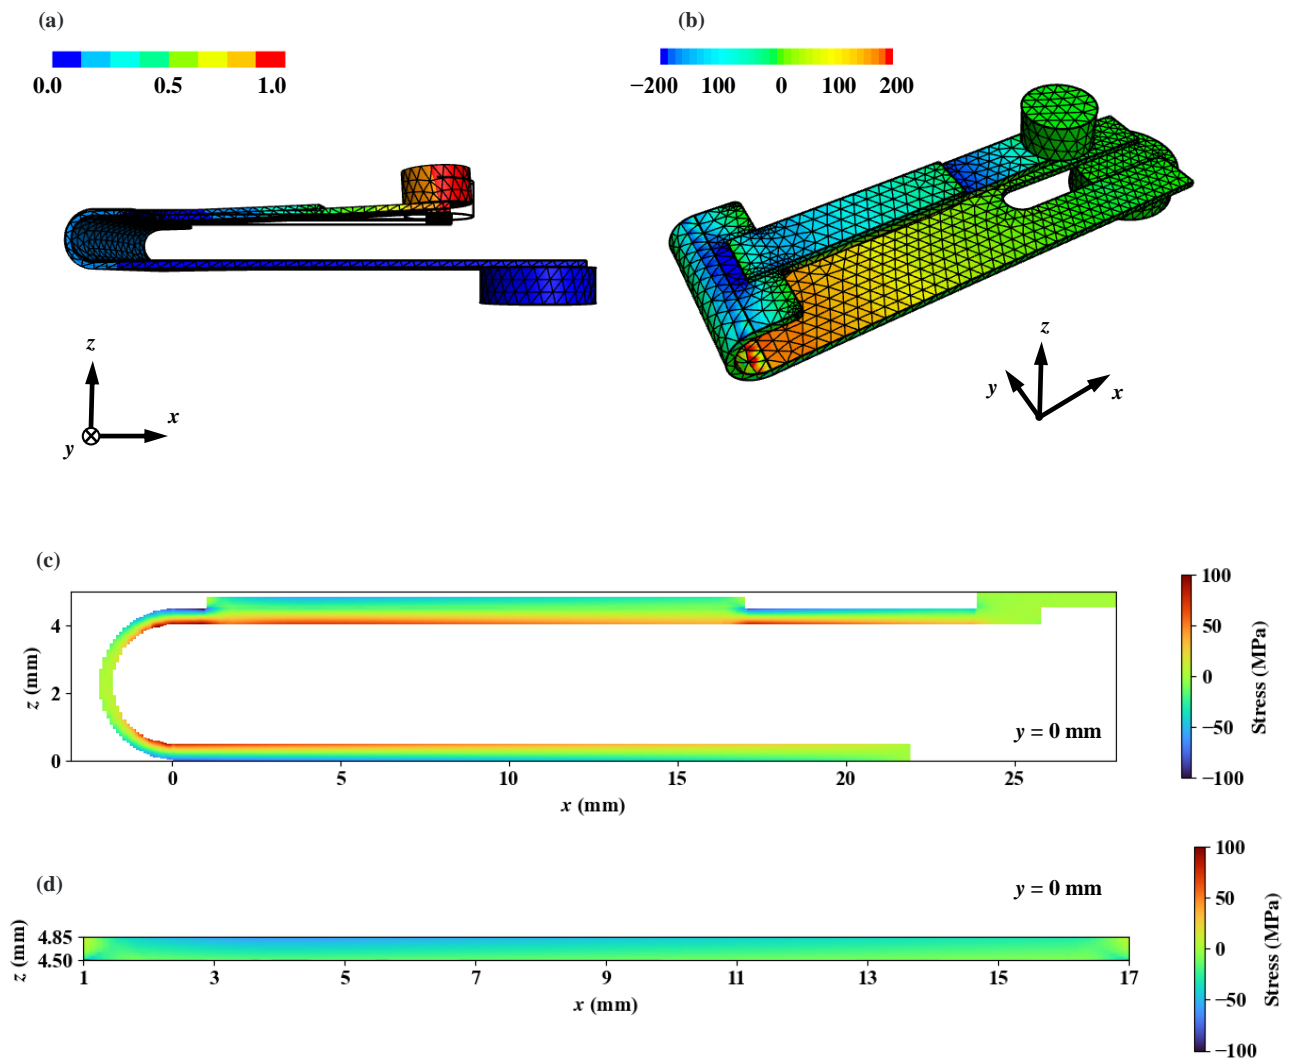 (a)
0.0 0.5 1.0
z
x
y
(b)
−200 100 0 100 200
z
y
x
(c)
z (mm)
4
2
0
0 5 10 15 20 25
x (mm)
y = 0 mm
100
50
0
−50
−100
Stress (MPa)
(d)
y = 0 mm
z (mm)
4.85
4.50
1 3 5 7 9 11 13 15 17
x (mm)
100
50
0
−50
−100
Stress (MPa)